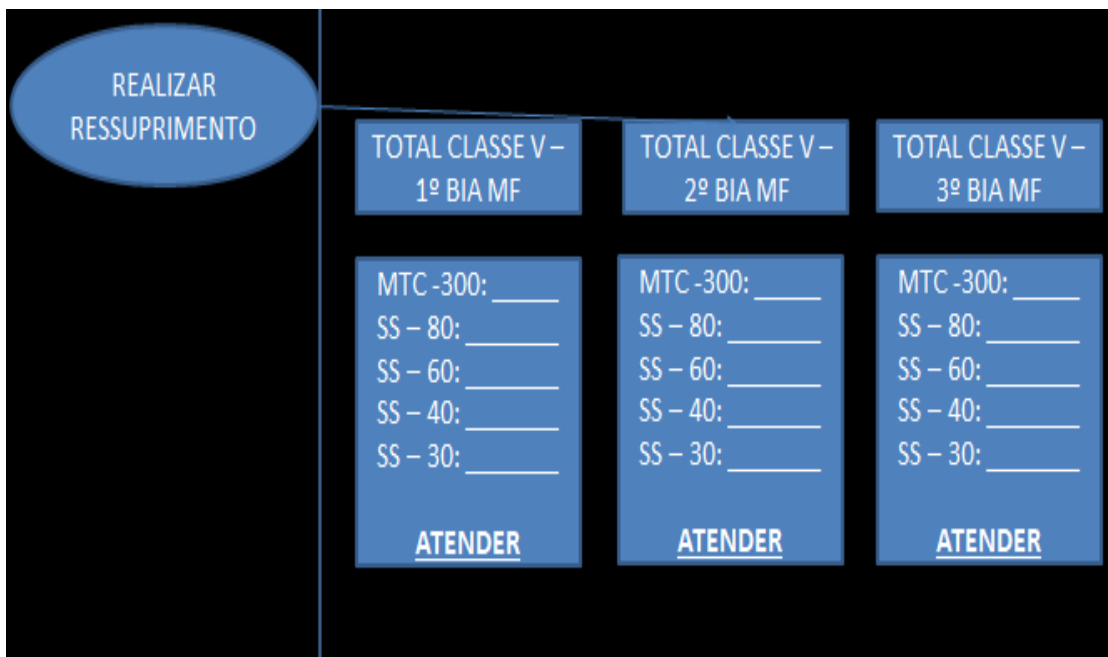 REALIZAR
RESSUPRIMENTO
TOTAL CLASSE V –
1º BIA MF
MTC -300: _____
SS – 80: _______
SS – 60: _______
SS – 40: _______
SS – 30: _______
ATENDER
TOTAL CLASSE V –
2º BIA MF
MTC -300: _____
SS – 80: _______
SS – 60: _______
SS – 40: _______
SS – 30: _______
ATENDER
TOTAL CLASSE V –
3º BIA MF
MTC -300: _____
SS – 80: _______
SS – 60: _______
SS – 40: _______
SS – 30: _______
ATENDER